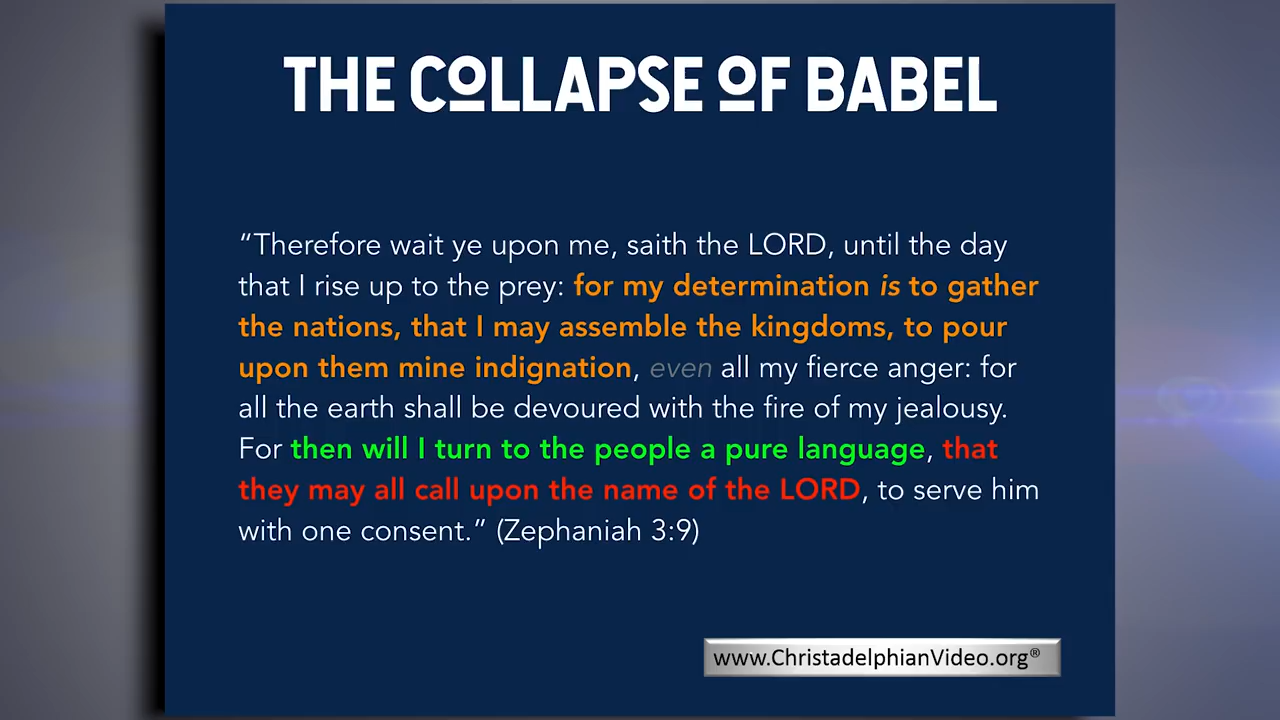 THE COLLAPSE OF BABEL
“Therefore wait ye upon me, saith the LORD, until the day
that I rise up to the prey: for my determination is to gather
the nations, that I may assemble the kingdoms, to pour
upon them mine indignation, even all my fierce anger: for
all the earth shall be devoured with the fire of my jealousy.
For then will I turn to the people a pure language, that
they may all call upon the name of the LORD, to serve him
with one consent.” (Zephaniah 3:9)
www.ChristadelphianVideo.org®